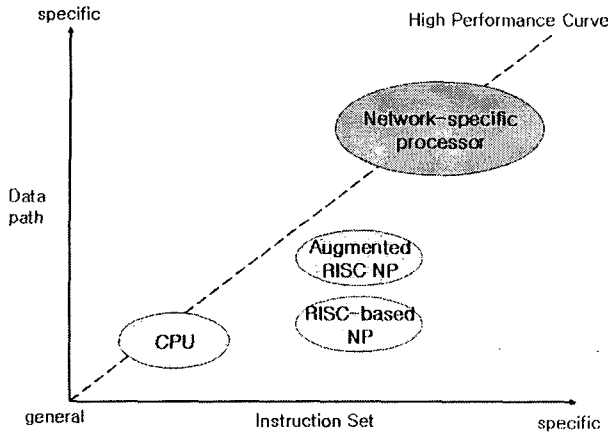 specific
High Performance Curve
Network-specific
processor
Data
path
Augmented
RISC NP
RISC-based
NP
CPU
general
Instruction Set
specific